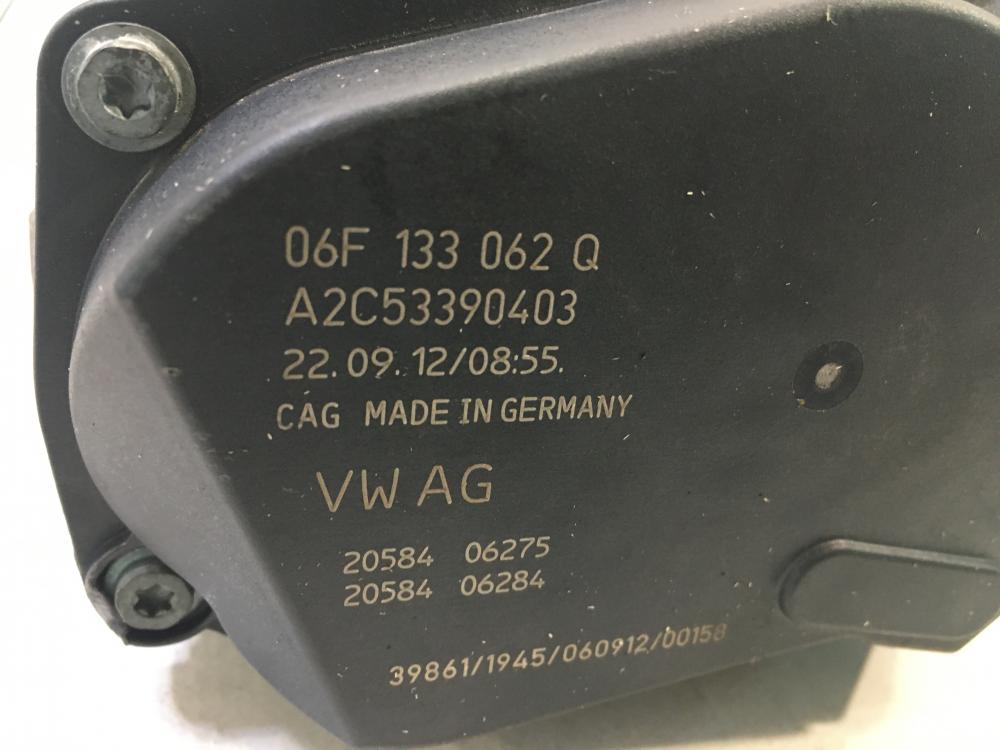 06F 133 062 Q
A2C53390403
22.09.12/08:55.
CAG MADE IN GERMANY
VW AG
20584 06275
20584 06284
39861/1945/060912/00158